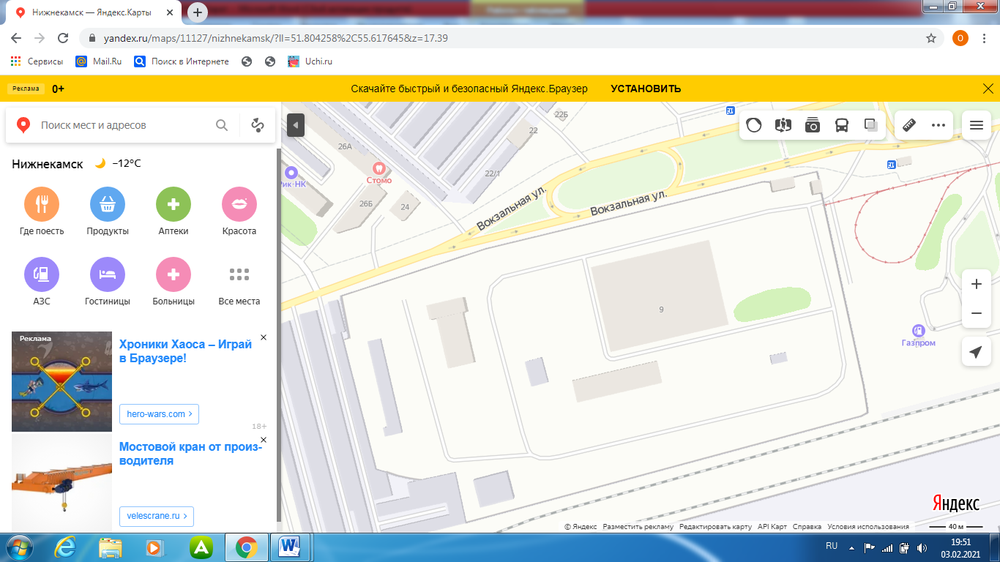 Нижнекамск — Яндекс.Карты
yandex.ru/maps/11127/nizhnekamsk/?ll=51.804258%2C55.617645&z=17.39
О
Сервисы
Mail.Ru
Поиск в Интернете
Uchi.ru
Реклама
0+
Скачайте быстрый и безопасный Яндекс.Браузер
УСТАНОВИТЬ
Поиск мест и адресов
Нижнекамск
−12°C
Где поесть
Продукты
Аптеки
Красота
АЗС
Гостиницы
Больницы
Все места
Реклама
Хроники Хаоса – Играй
в Браузере!
hero-wars.com
18+
Мостовой кран от произ-
водителя
velescrane.ru
22Б
22
26А
Стомо
22/1
ик-НК
26Б
24
Вокзальная ул.
Вокзальная ул.
9
Газпром
Яндекс
© Яндекс
Разместить рекламу
Редактировать карту
API Карт
Справка
Условия использования
40 м
RU
19:51
03.02.2021